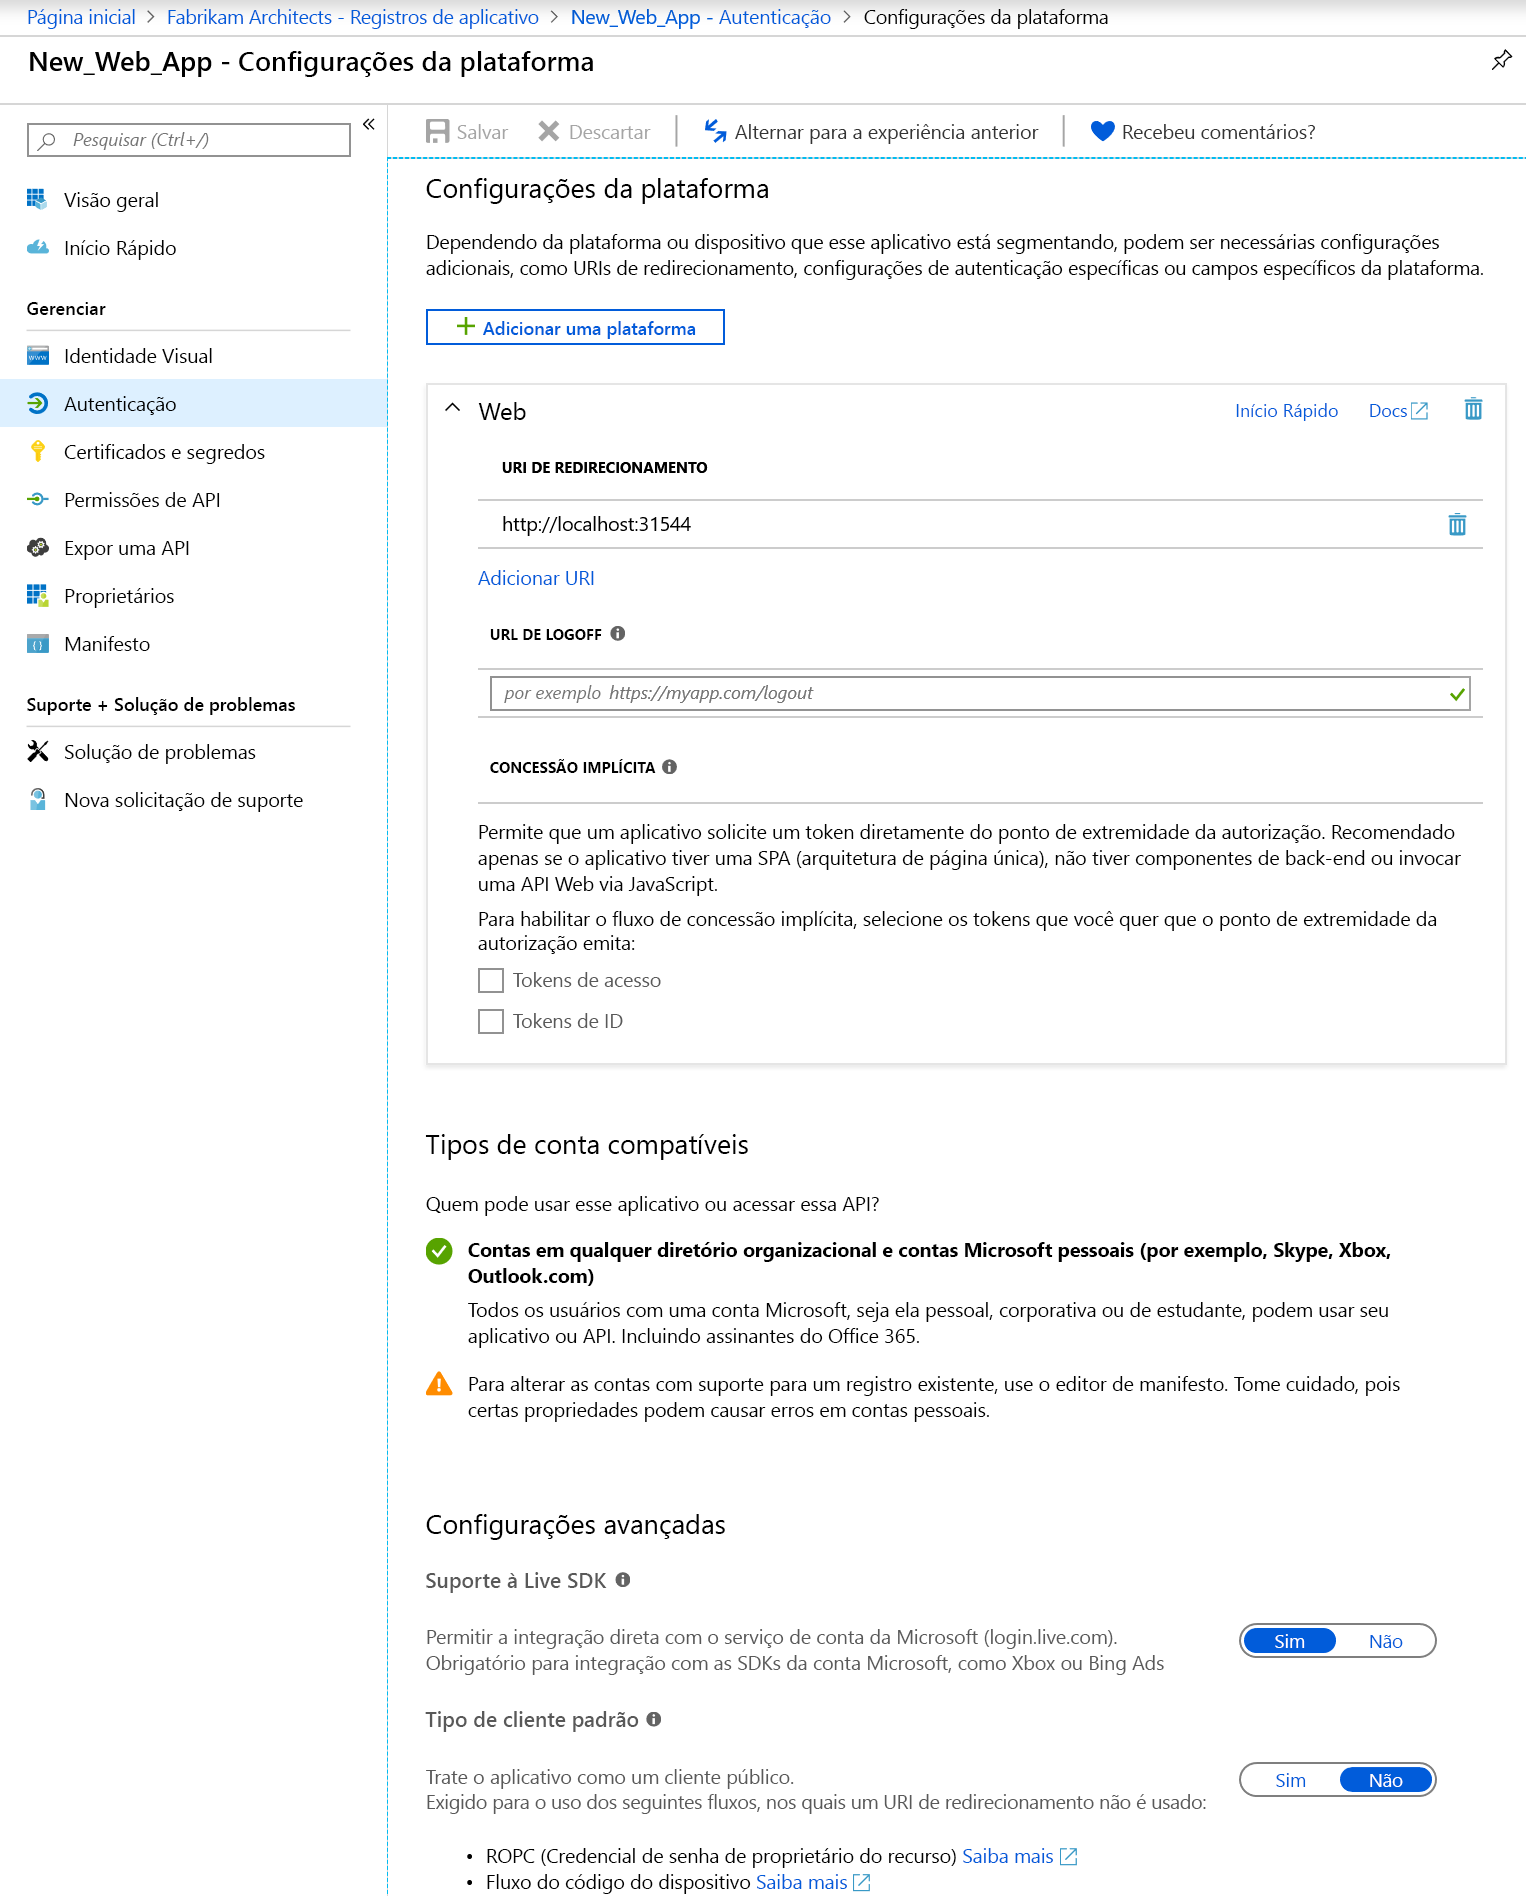 Página inicial > Fabrikam Architects - Registros de aplicativo > New_Web_App - Autenticação > Configurações da plataforma
New_Web_App - Configurações da plataforma
Pesquisar (Ctrl+/)
Visão geral
Início Rápido
Gerenciar
Identidade Visual
Autenticação
Certificados e segredos
Permissões de API
Expor uma API
Proprietários
Manifesto
Suporte + Solução de problemas
Solução de problemas
Nova solicitação de suporte
Salvar Descartar Alternar para a experiência anterior Recebeu comentários?
Configurações da plataforma
Dependendo da plataforma ou dispositivo que esse aplicativo está segmentando, podem ser necessárias configurações
adicionais, como URIs de redirecionamento, configurações de autenticação específicas ou campos específicos da plataforma.
+ Adicionar uma plataforma
Web Início Rápido Docs
URI DE REDIRECIONAMENTO
http://localhost:31544
Adicionar URI
URL DE LOGOFF
por exemplo https://myapp.com/logout
CONCESSÃO IMPLÍCITA
Permite que um aplicativo solicite um token diretamente do ponto de extremidade da autorização. Recomendado
apenas se o aplicativo tiver uma SPA (arquitetura de página única), não tiver componentes de back-end ou invocar
uma API Web via JavaScript.
Para habilitar o fluxo de concessão implícita, selecione os tokens que você quer que o ponto de extremidade da
autorização emita:
Tokens de acesso
Tokens de ID
Tipos de conta compatíveis
Quem pode usar esse aplicativo ou acessar essa API?
Contas em qualquer diretório organizacional e contas Microsoft pessoais (por exemplo, Skype, Xbox,
Outlook.com)
Todos os usuários com uma conta Microsoft, seja ela pessoal, corporativa ou de estudante, podem usar seu
aplicativo ou API. Incluindo assinantes do Office 365.
Para alterar as contas com suporte para um registro existente, use o editor de manifesto. Tome cuidado, pois
certas propriedades podem causar erros em contas pessoais.
Configurações avançadas
Suporte à Live SDK
Permitir a integração direta com o serviço de conta da Microsoft (login.live.com).
Obrigatório para integração com as SDKs da conta Microsoft, como Xbox ou Bing Ads
Sim Não
Tipo de cliente padrão
Trate o aplicativo como um cliente público.
Exigido para o uso dos seguintes fluxos, nos quais um URI de redirecionamento não é usado:
Sim Não
• ROPC (Credencial de senha de proprietário do recurso) Saiba mais
• Fluxo do código do dispositivo Saiba mais